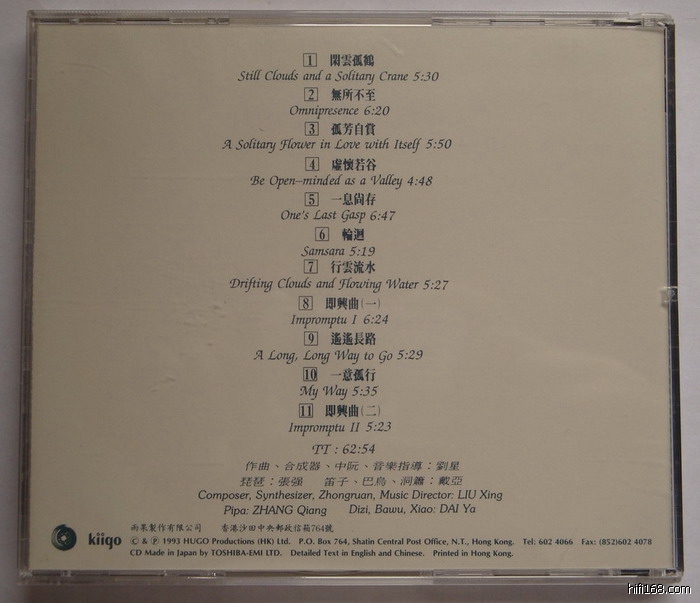 1 閑雲孤鶴
Still Clouds and a Solitary Crane 5:30
2 無所不至
Omnipresence 6:20
3 孤芳自賞
A Solitary Flower in Love with Itself 5:50
4 虛懷若谷
Be Open-minded as a Valley 4:48
5 一息尚存
One's Last Gasp 6:47
6 輪迴
Samsara 5:19
7 行雲流水
Drifting Clouds and Flowing Water 5:27
8 即興曲(一)
Impromptu I 6:24
9 遙遙長路
A Long, Long Way to Go 5:29
10 一意孤行
My Way 5:35
11 即興曲(二)
Impromptu II 5:23
TT : 62:54
作曲、合成器、中阮、音樂指導：劉星
琵琶：張强 笛子、巴烏、洞簫：戴亞
Composer, Synthesizer, Zhongruan, Music Director: LIU Xing
Pipa: ZHANG Qiang Dizi, Bawu, Xiao: DAI Ya
雨果製作有限公司 香港沙田中央郵政信箱764號
kiigo © & ℗ 1993 HUGO Productions (HK) Ltd. P.O. Box 764, Shatin Central Post Office, N.T., Hong Kong. Tel: 602 4066 Fax: (852)602 4078
CD Made in Japan by TOSHIBA-EMI LTD. Detailed Text in English and Chinese. Printed in Hong Kong.
hifi168.com